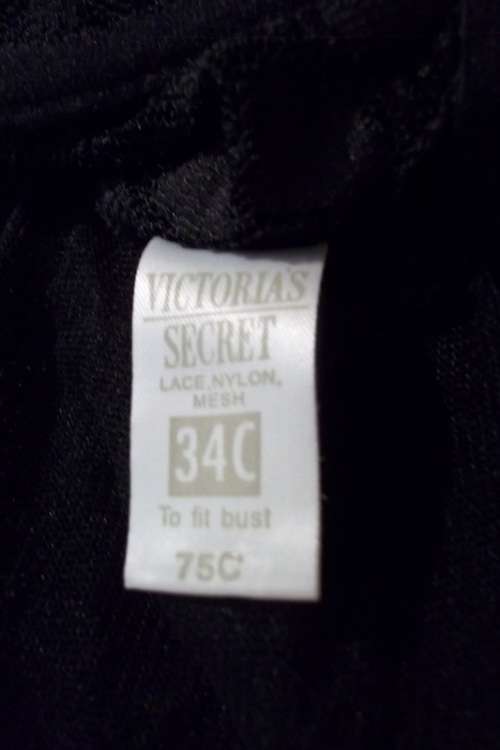 VICTORIA'S
SECRET
LACE, NYLON,
MESH
34C
To fit bust
75C